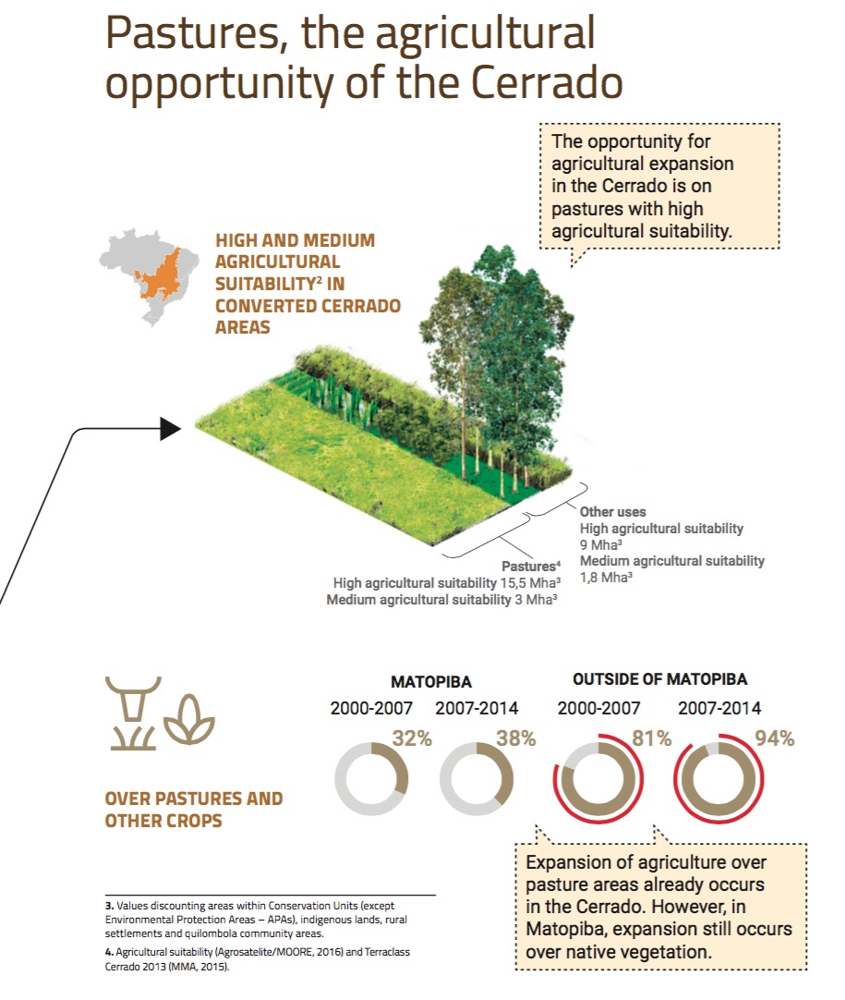 Pastures, the agricultural
opportunity of the Cerrado
The opportunity for
agricultural expansion
in the Cerrado is on
pastures with high
agricultural suitability.
HIGH AND MEDIUM
AGRICULTURAL
SUITABILITY² IN
CONVERTED CERRADO
AREAS
Other uses
High agricultural suitability
9 Mha³
Medium agricultural suitability
1,8 Mha³
Pastures⁴
High agricultural suitability 15,5 Mha³
Medium agricultural suitability 3 Mha³
MATOPIBA
2000-2007 2007-2014
32% 38%
OUTSIDE OF MATOPIBA
2000-2007 2007-2014
81% 94%
OVER PASTURES AND
OTHER CROPS
Expansion of agriculture over
pasture areas already occurs
in the Cerrado. However, in
Matopiba, expansion still occurs
over native vegetation.
3. Values discounting areas within Conservation Units (except
Environmental Protection Areas – APAs), indigenous lands, rural
settlements and quilombola community areas.
4. Agricultural suitability (Agrosatelite/MOORE, 2016) and Terraclass
Cerrado 2013 (MMA, 2015).